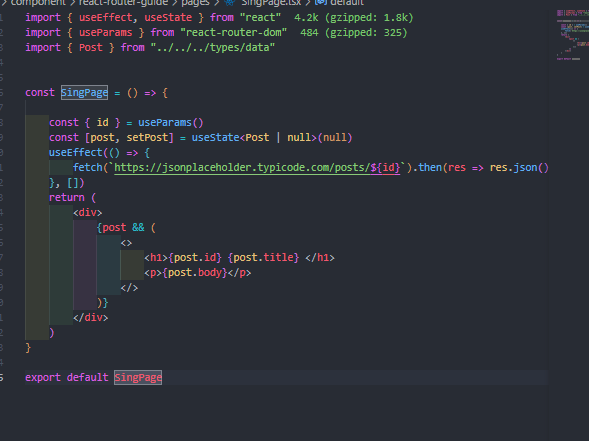 component > react-router-guide > pages > SingPage.tsx > default
import { useEffect, useState } from "react"  4.2k (gzipped: 1.8k)
import { useParams } from "react-router-dom"  484 (gzipped: 325)
import { Post } from "../../../types/data"
const SingPage = () => {
const { id } = useParams()
const [post, setPost] = useState<Post | null>(null)
useEffect(() => {
fetch(`https://jsonplaceholder.typicode.com/posts/${id}`).then(res => res.json()
}, [])
return (
<div>
{post && (
<>
<h1>{post.id} {post.title} </h1>
<p>{post.body}</p>
</>
)}
</div>
)
}
export default SingPage